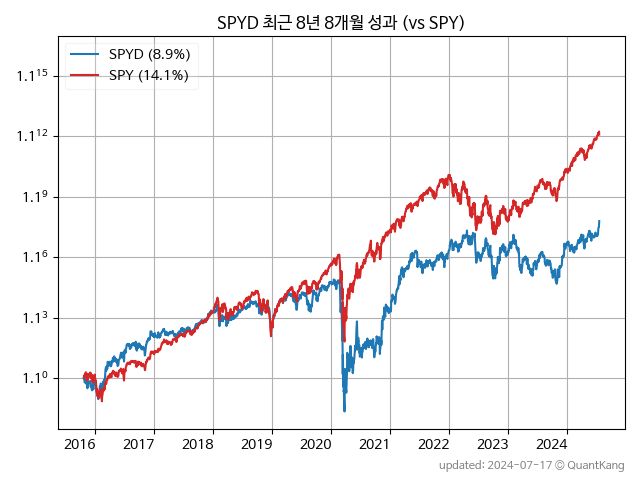 SPYD 최근 8년 8개월 성과 (vs SPY)
SPYD (8.9%)
SPY (14.1%)
1.1¹⁵
1.1¹²
1.1⁹
1.1⁶
1.1³
1.1⁰
2016 2017 2018 2019 2020 2021 2022 2023 2024
updated: 2024-07-17 © QuantKang